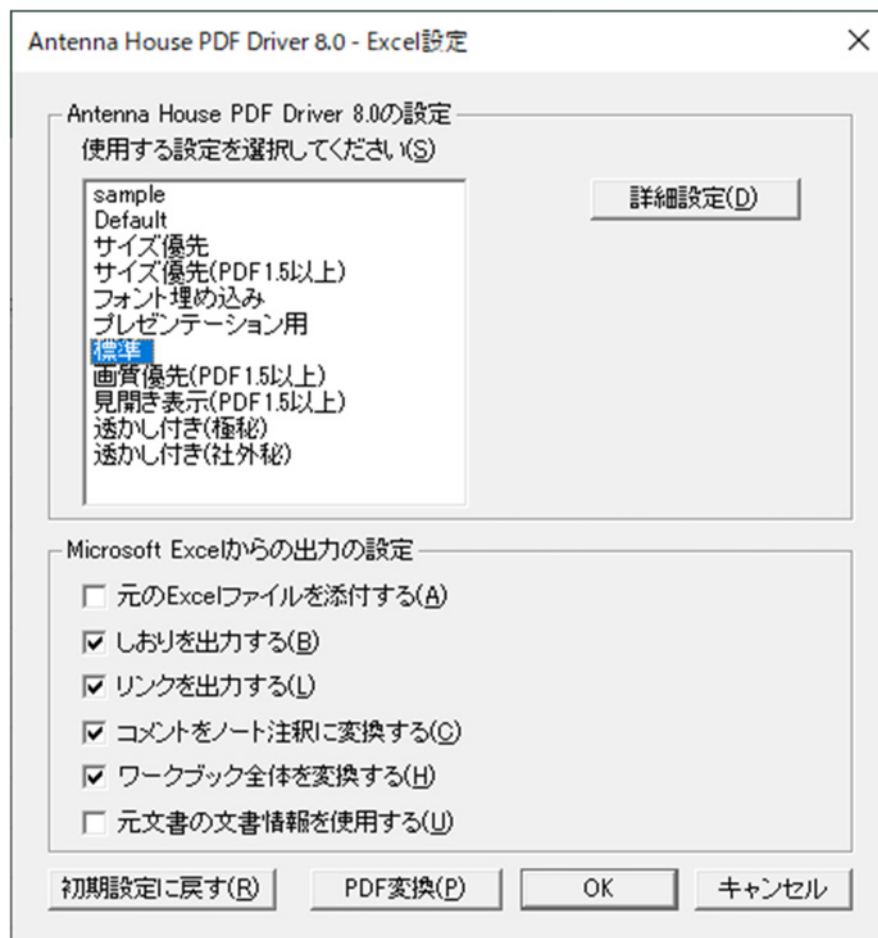 Antenna House PDF Driver 8.0 - Excel設定
Antenna House PDF Driver 8.0の設定
使用する設定を選択してください(S)
詳細設定(D)
sample
Default
サイズ優先
サイズ優先(PDF1.5以上)
フォント埋め込み
プレゼンテーション用
標準
画質優先(PDF1.5以上)
見開き表示(PDF1.5以上)
透かし付き(極秘)
透かし付き(社外秘)
Microsoft Excelからの出力の設定
元のExcelファイルを添付する(A)
しおりを出力する(B)
リンクを出力する(L)
コメントをノート注釈に変換する(C)
ワークブック全体を変換する(H)
元文書の文書情報を使用する(U)
初期設定に戻す(R) PDF変換(P) OK キャンセル